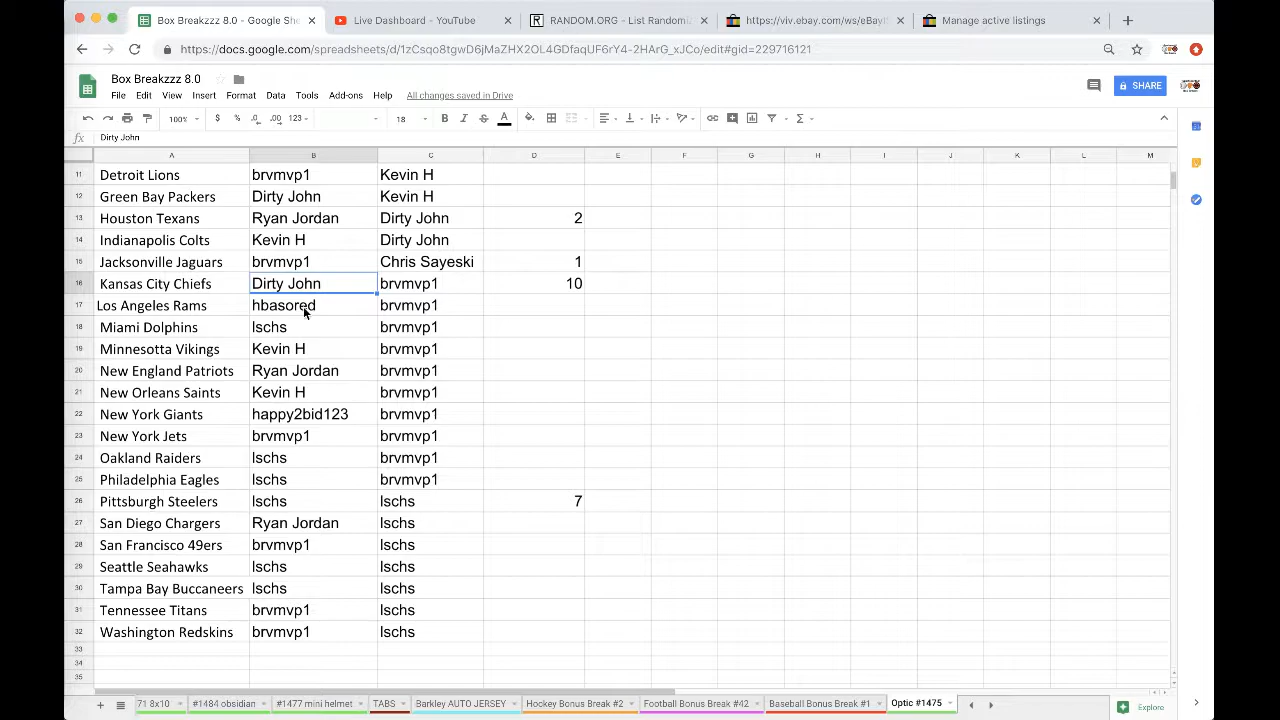 Box Breakzzz 8.0 - Google She
Live Dashboard - YouTube
RANDOM.ORG - List Randomiz
https://www.ebay.com/ws/eBayI
Manage active listings
https://docs.google.com/spreadsheets/d/1zCsqo8tgwD6jMaZHX2OL4GDfaqUF6rY4-2HArG_xJCo/edit#gid=229716121
Box Breakzzz 8.0
File Edit View Insert Format Data Tools Add-ons Help All changes saved in Drive
SHARE
100% $ % .0 .00 123 18 B I S A
fx Dirty John
A B C D E F G H I J K L M
11 Detroit Lions brvmvp1 Kevin H
12 Green Bay Packers Dirty John Kevin H
13 Houston Texans Ryan Jordan Dirty John 2
14 Indianapolis Colts Kevin H Dirty John
15 Jacksonville Jaguars brvmvp1 Chris Sayeski 1
16 Kansas City Chiefs Dirty John brvmvp1 10
17 Los Angeles Rams hbasored brvmvp1
18 Miami Dolphins lschs brvmvp1
19 Minnesotta Vikings Kevin H brvmvp1
20 New England Patriots Ryan Jordan brvmvp1
21 New Orleans Saints Kevin H brvmvp1
22 New York Giants happy2bid123 brvmvp1
23 New York Jets brvmvp1 brvmvp1
24 Oakland Raiders lschs brvmvp1
25 Philadelphia Eagles lschs brvmvp1
26 Pittsburgh Steelers lschs lschs 7
27 San Diego Chargers Ryan Jordan lschs
28 San Francisco 49ers brvmvp1 lschs
29 Seattle Seahawks lschs lschs
30 Tampa Bay Buccaneers lschs lschs
31 Tennessee Titans brvmvp1 lschs
32 Washington Redskins brvmvp1 lschs
33
34
35
71 8x10 #1484 obsidian #1477 mini helmet TABS Barkley AUTO JERSEY Hockey Bonus Break #2 Football Bonus Break #42 Baseball Bonus Break #1 Optic #1475 Explore